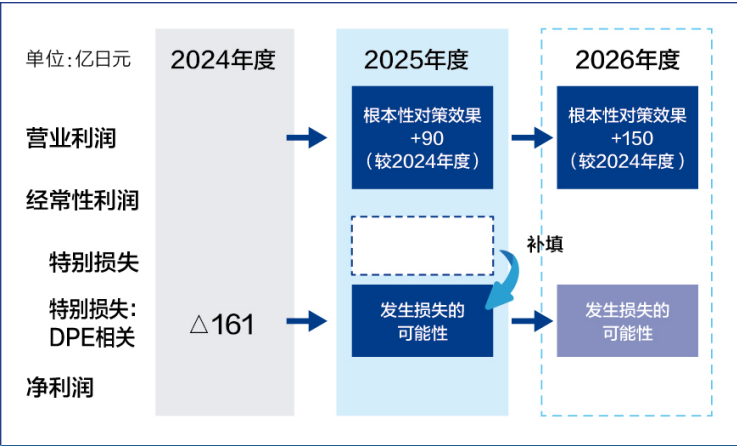 单位:亿日元
2024年度
2025年度
2026年度
营业利润
根本性对策效果
+90
（较2024年度）
根本性对策效果
+150
（较2024年度）
经常性利润
特别损失
补填
特别损失:
DPE相关
△161
发生损失的
可能性
发生损失的
可能性
净利润